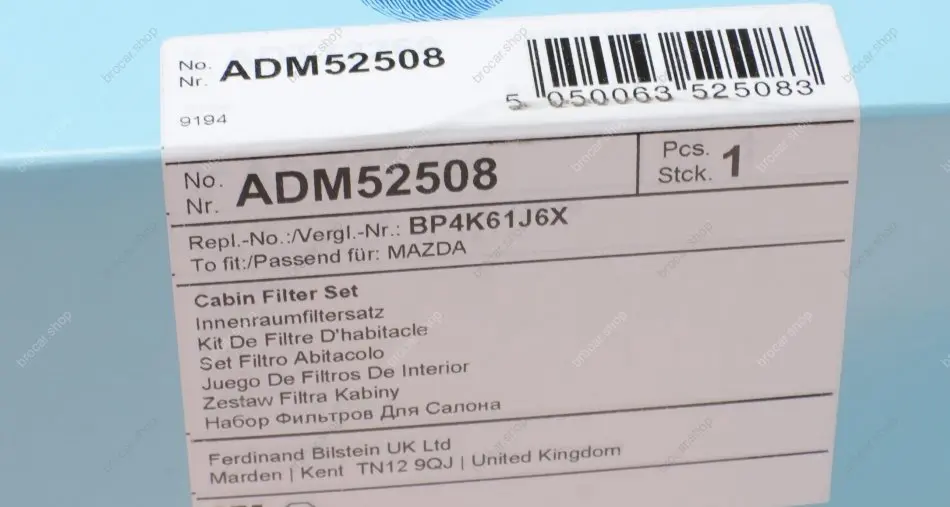 No.
Nr. ADM52508
5 050063 525083
9194
No.
Nr. ADM52508
Pcs.
Stck. 1
Repl.-No.:/Vergl.-Nr.: BP4K61J6X
To fit:/Passend für: MAZDA
Cabin Filter Set
Innenraumfiltersatz
Kit De Filtre D'habitacle
Set Filtro Abitacolo
Juego De Filtros De Interior
Zestaw Filtra Kabiny
Набор Фильтров Для Салона
Ferdinand Bilstein UK Ltd
Marden | Kent TN12 9QJ | United Kingdom
brocar.shop